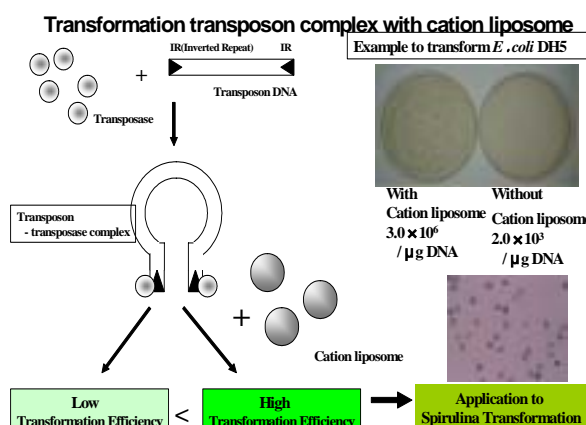 Transformation transposon complex with cation liposome
IR(Inverted Repeat) IR
+
Transposase
Transposon DNA
Example to transform E.coli DH5
With
Cation liposome
3.0×10⁶
/ μg DNA
Without
Cation liposome
2.0×10³
/ μg DNA
Transposon
- transposase complex)
+
Cation liposome
Low
Transformation Efficiency
<
High
Transformation Efficiency
Application to
Spirulina Transformation